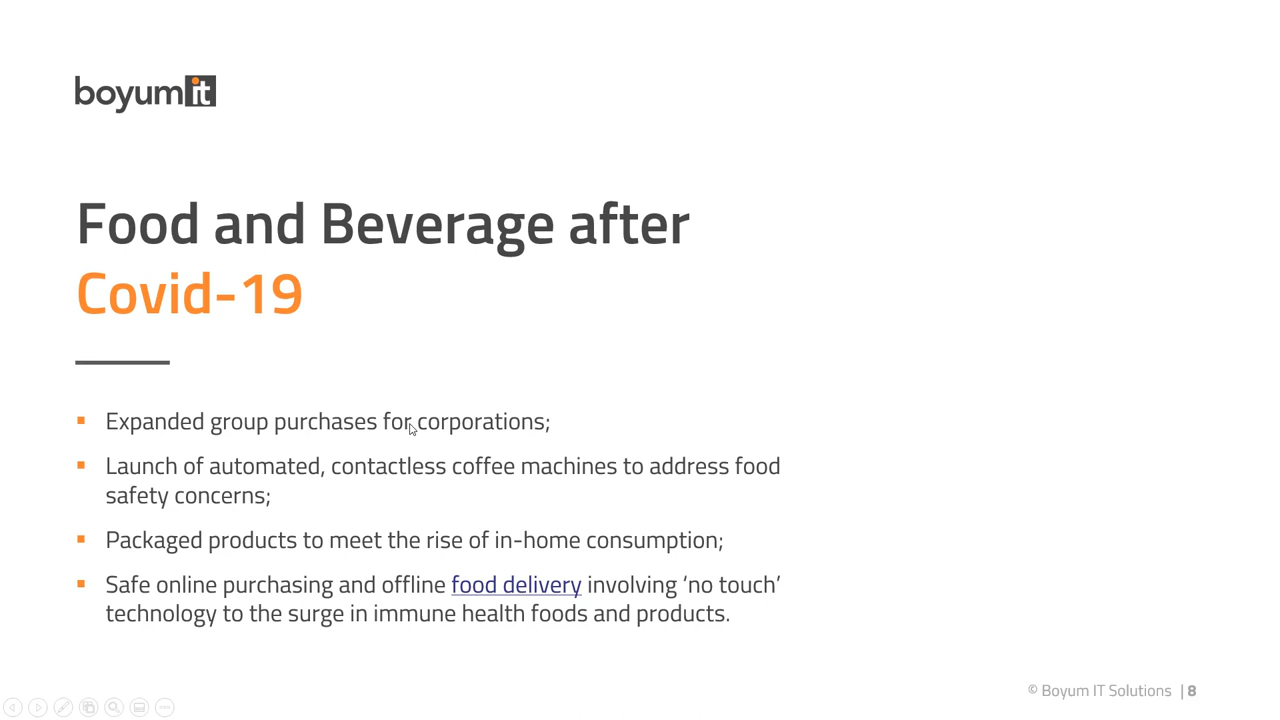 boyumit
Food and Beverage after
Covid-19
Expanded group purchases for corporations;
Launch of automated, contactless coffee machines to address food
safety concerns;
Packaged products to meet the rise of in-home consumption;
Safe online purchasing and offline food delivery involving ‘no touch’
technology to the surge in immune health foods and products.
© Boyum IT Solutions | 8